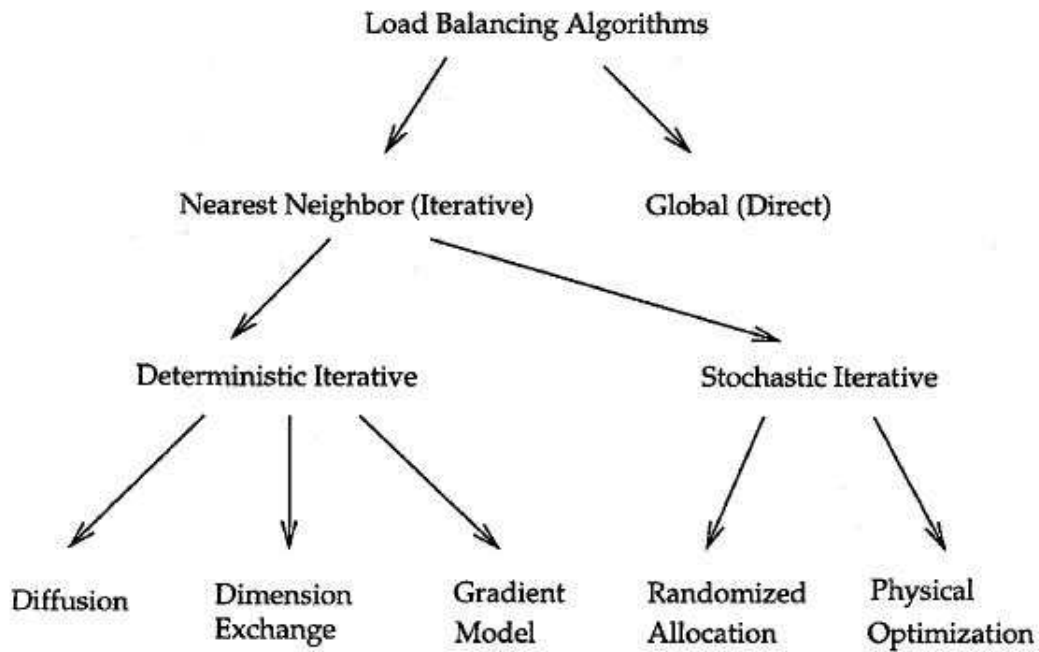 Load Balancing Algorithms
Nearest Neighbor (Iterative)
Global (Direct)
Deterministic Iterative
Stochastic Iterative
Diffusion
Dimension
Exchange
Gradient
Model
Randomized
Allocation
Physical
Optimization